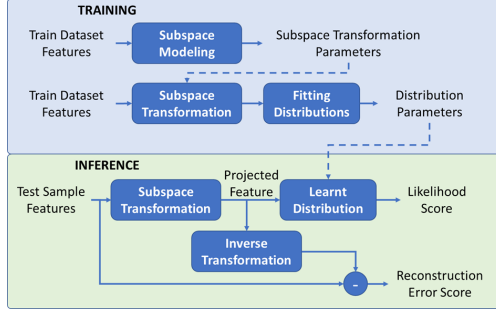 TRAINING
Train Dataset
Features
Subspace
Modeling
Subspace Transformation
Parameters
Train Dataset
Features
Subspace
Transformation
Fitting
Distributions
Distribution
Parameters
INFERENCE
Test Sample
Features
Subspace
Transformation
Projected
Feature
Learnt
Distribution
Likelihood
Score
Inverse
Transformation
-
Reconstruction
Error Score